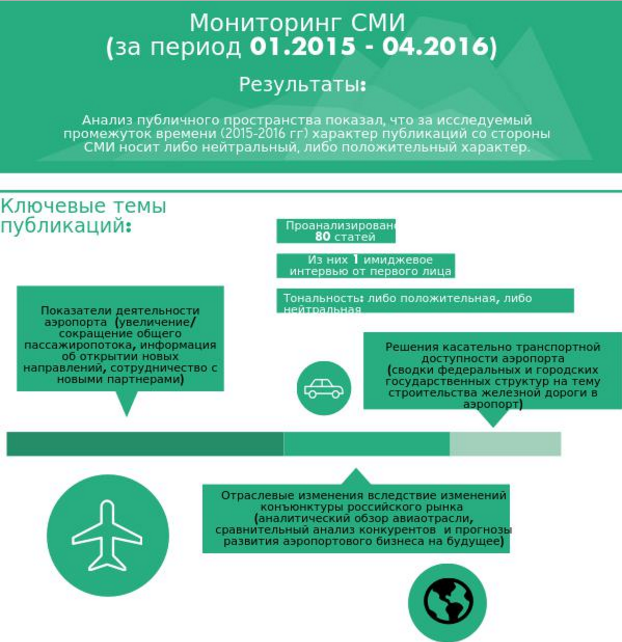 Мониторинг СМИ
(за период 01.2015 - 04.2016)
Результаты:
Анализ публичного пространства показал, что за исследуемый
промежуток времени (2015-2016 гг) характер публикаций со стороны
СМИ носит либо нейтральный, либо положительный характер.
Ключевые темы
публикаций:
Проанализирован
80 статей
Из них 1 имиджевое
интервью от первого лица
Тональность: либо положительная, либо
нейтральная
Показатели деятельности
аэропорта (увеличение/
сокращение общего
пассажиропотока, информация
об открытии новых
направлений, сотрудничество с
новыми партнерами)
Решения касательно транспортной
доступности аэропорта
(сводки федеральных и городских
государственных структур на тему
строительства железной дороги в
аэропорт)
Отраслевые изменения вследствие изменений
конъюнктуры российского рынка
(аналитический обзор авиаотрасли,
сравнительный анализ конкурентов и прогнозы
развития аэропортового бизнеса на будущее)